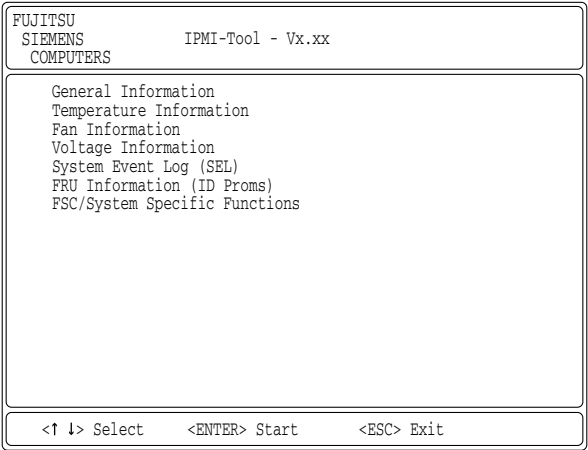 FUJITSU
SIEMENS IPMI-Tool - Vx.xx
COMPUTERS
General Information
Temperature Information
Fan Information
Voltage Information
System Event Log (SEL)
FRU Information (ID Proms)
FSC/System Specific Functions
<↑ ↓> Select <ENTER> Start <ESC> Exit